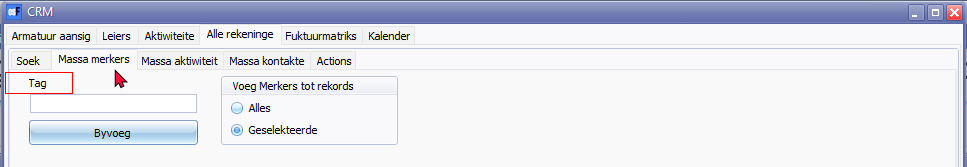 CRM
Armatuur aansig Leiers Aktiwiteite Alle rekeninge Fuktuurmatriks Kalender
Soek Massa merkers Massa aktiwiteit Massa kontakte Actions
Tag
Byvoeg
Voeg Merkers tot rekords
Alles
Geselekteerde